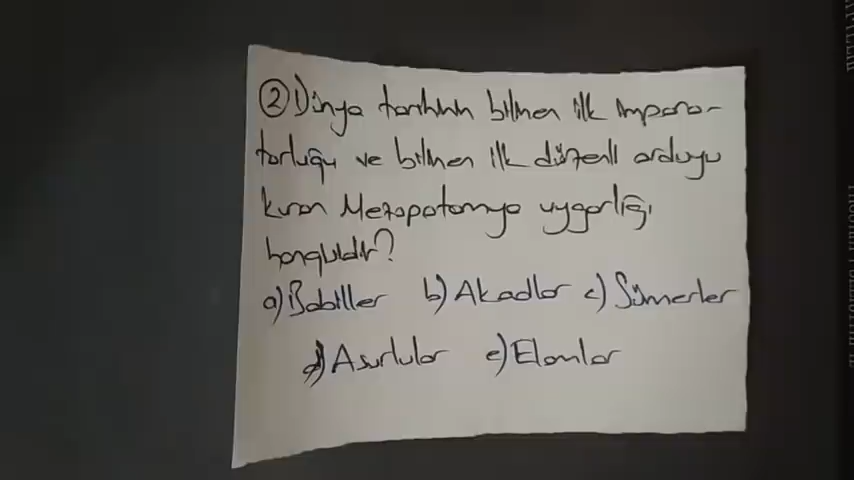 ② Dünya tarihinin bilinen ilk impara-
torluğu ve bilinen ilk düzenli orduyu
kuran Mezopotamya uygarlığı
hangisidir?
a) Babiller b) Akadlar c) Sümerler
d) Asurlular e) Elamlar